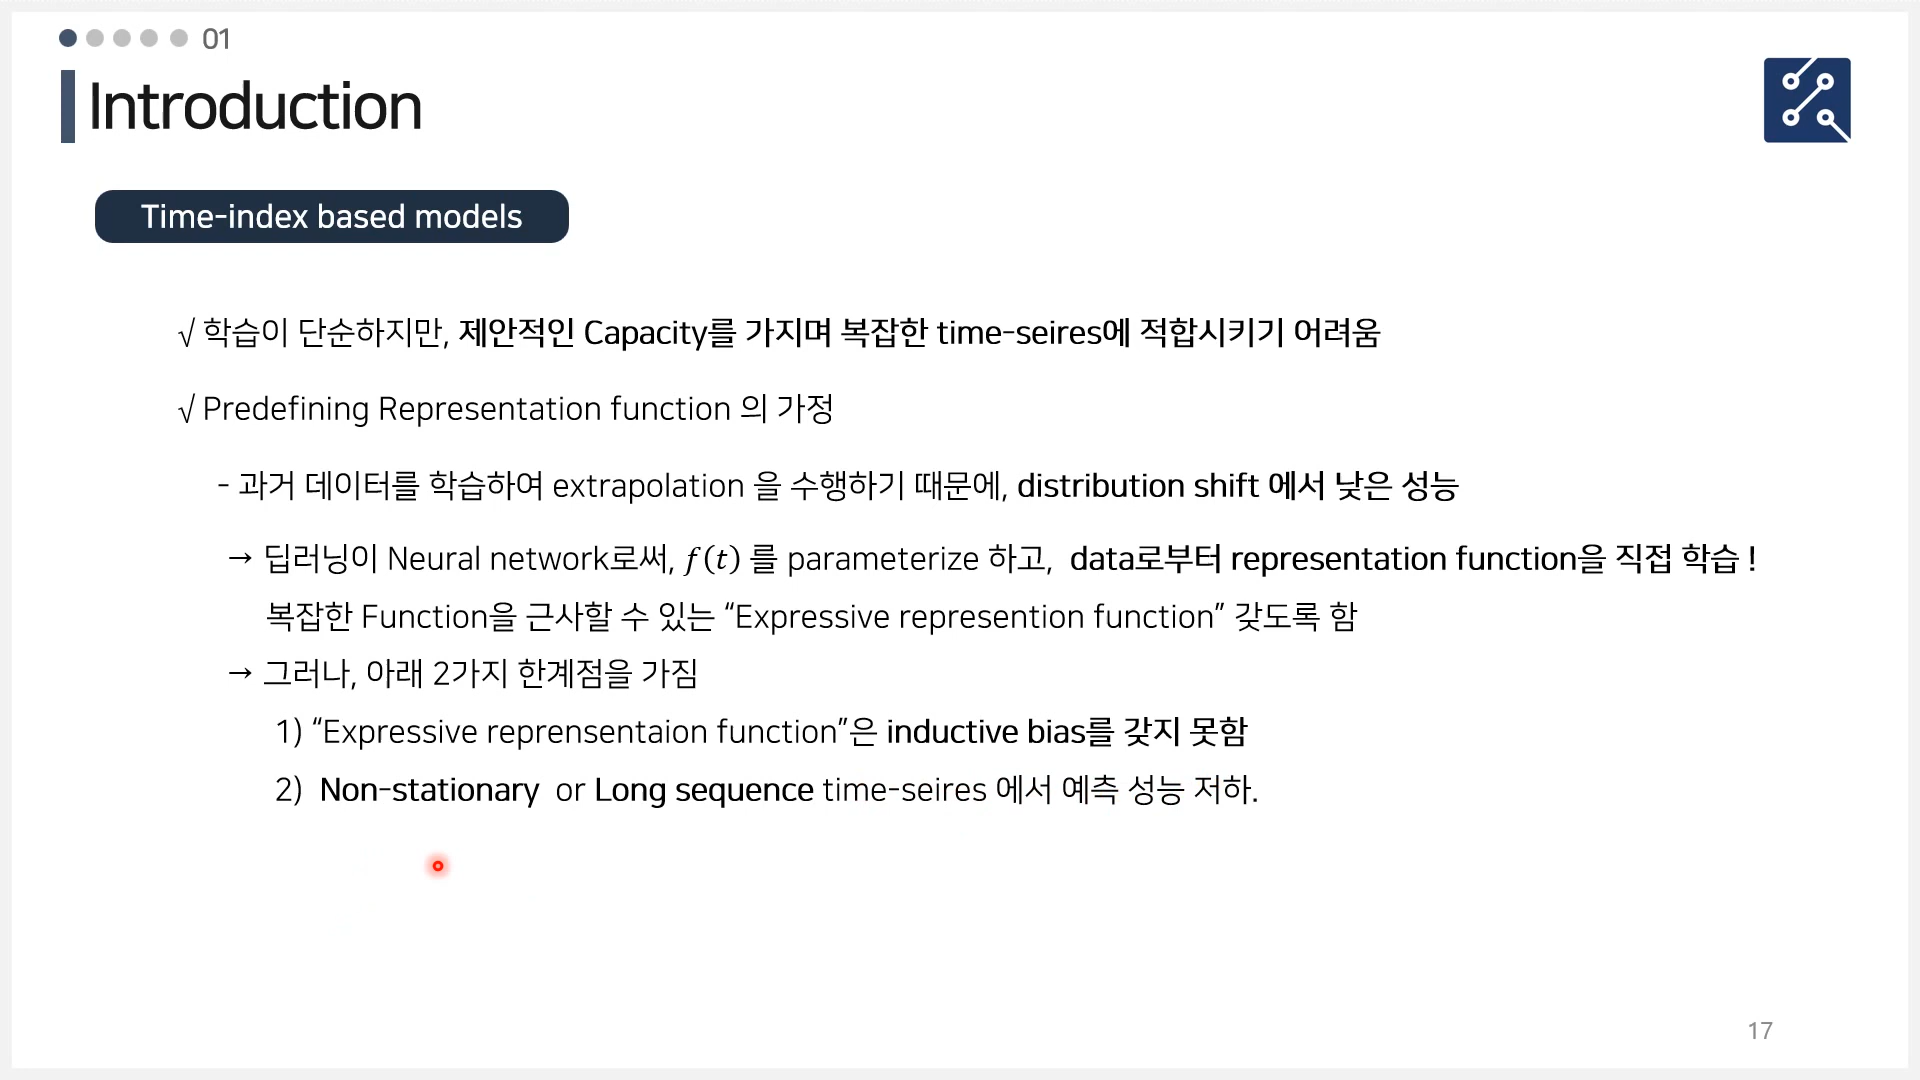 01
Introduction
Time-index based models
√ 학습이 단순하지만, 제안적인 Capacity를 가지며 복잡한 time-seires에 적합시키기 어려움
√ Predefining Representation function 의 가정
- 과거 데이터를 학습하여 extrapolation 을 수행하기 때문에, distribution shift 에서 낮은 성능
→ 딥러닝이 Neural network로써, f(t) 를 parameterize 하고, data로부터 representation function을 직접 학습 !
복잡한 Function을 근사할 수 있는 “Expressive represention function” 갖도록 함
→ 그러나, 아래 2가지 한계점을 가짐
1) “Expressive reprensentaion function”은 inductive bias를 갖지 못함
2) Non-stationary or Long sequence time-seires 에서 예측 성능 저하.
17